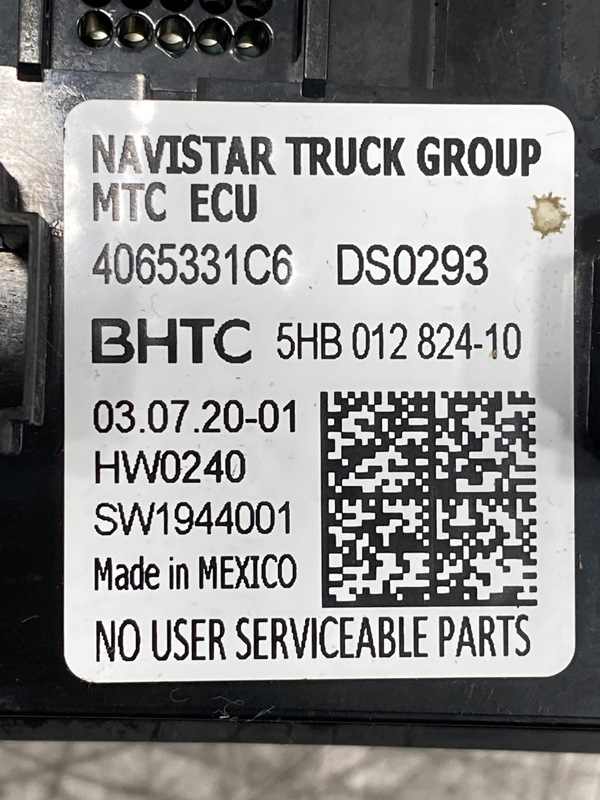 NAVISTAR TRUCK GROUP
MTC ECU
4065331C6 DS0293
BHTC 5HB 012 824-10
03.07.20-01
HW0240
SW1944001
Made in MEXICO
NO USER SERVICEABLE PARTS